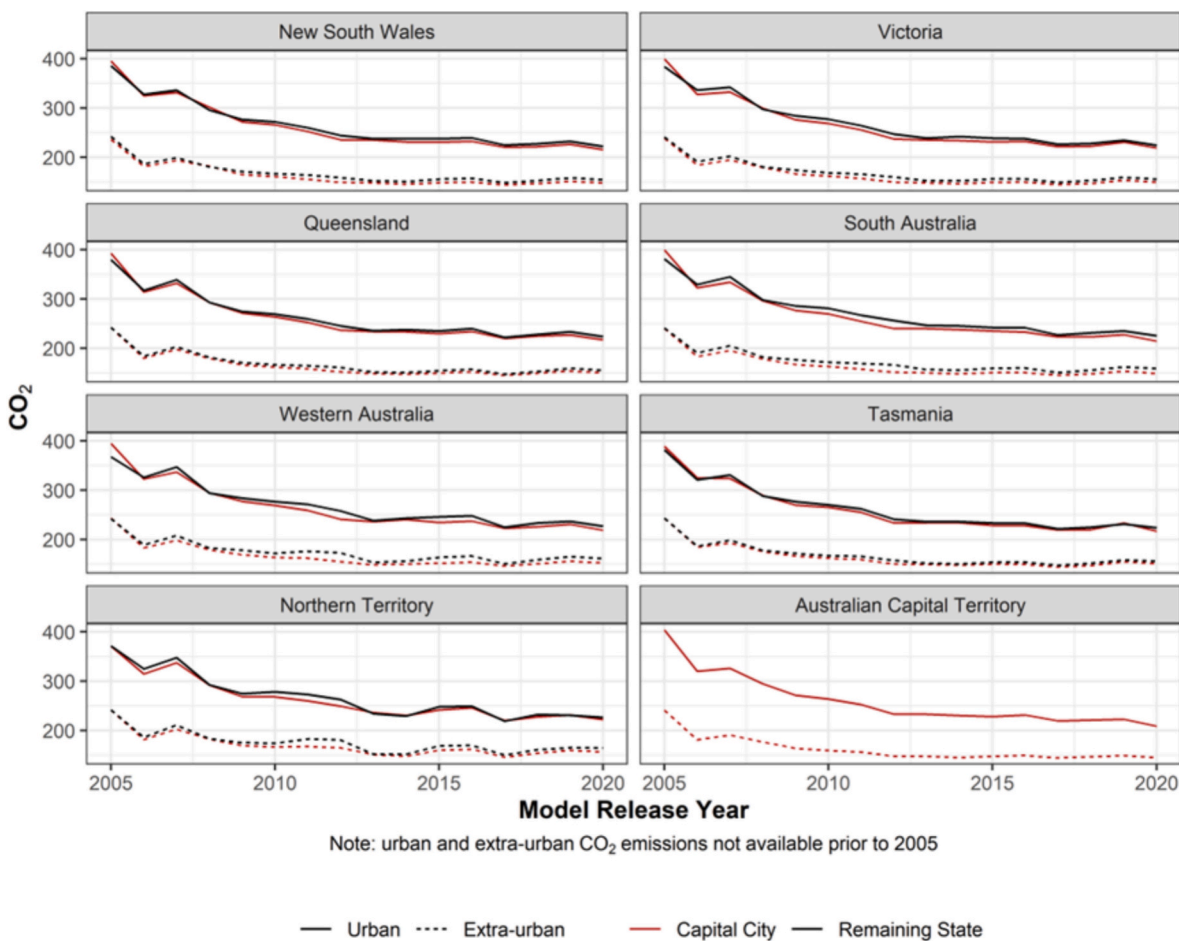 New South Wales
Victoria
400
300
200
Queensland
South Australia
400
300
200
CO₂
Western Australia
Tasmania
400
300
200
Northern Territory
Australian Capital Territory
400
300
200
2005 2010 2015 2020 2005 2010 2015 2020
Model Release Year
Note: urban and extra-urban CO₂ emissions not available prior to 2005
Urban Extra-urban Capital City Remaining State